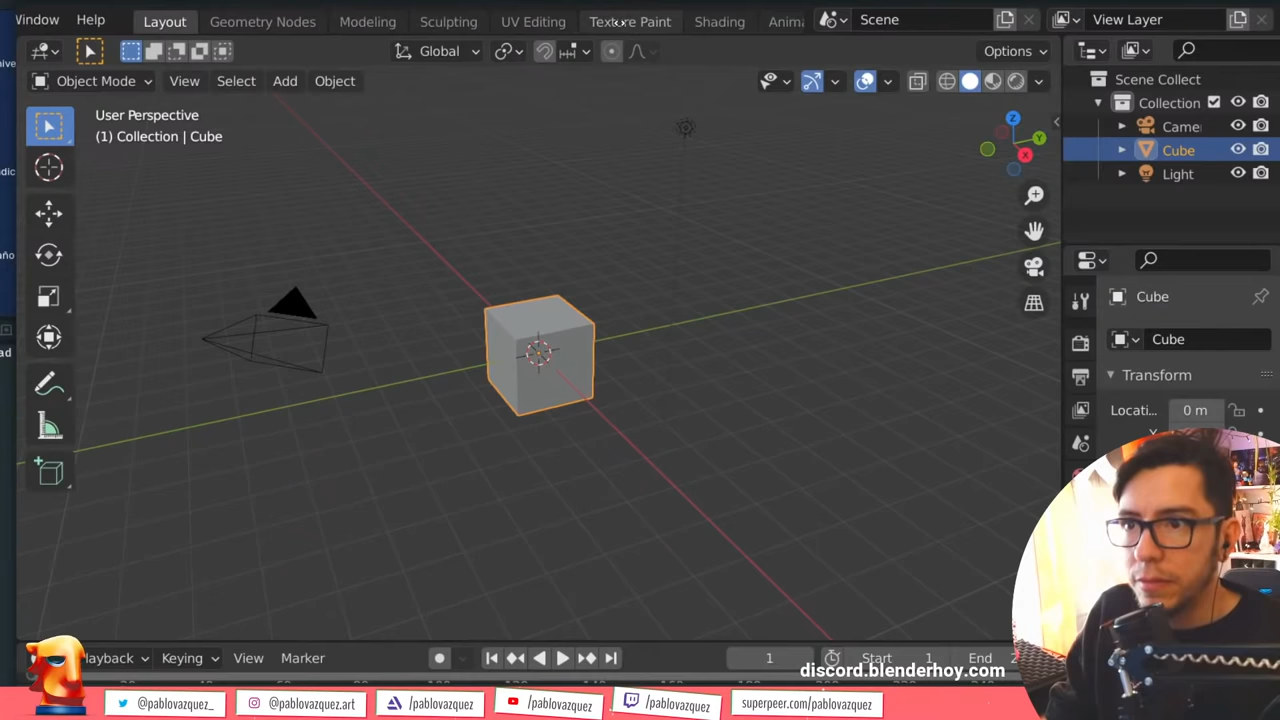 Window Help Layout Geometry Nodes Modeling Sculpting UV Editing Texture Paint Shading Anima Scene View Layer
Global Options
Object Mode View Select Add Object
User Perspective
(1) Collection | Cube
Z
Y
X
Scene Collect
Collection
Came
Cube
Light
Cube
Cube
Transform
Locati... 0 m
Playback Keying View Marker 1 Start 1 End
discord.blenderhoy.com
@pablovazquez_ @pablovazquez.art /pablovazquez /pablovazquez /pablovazquez superpeer.com/pablovazquez